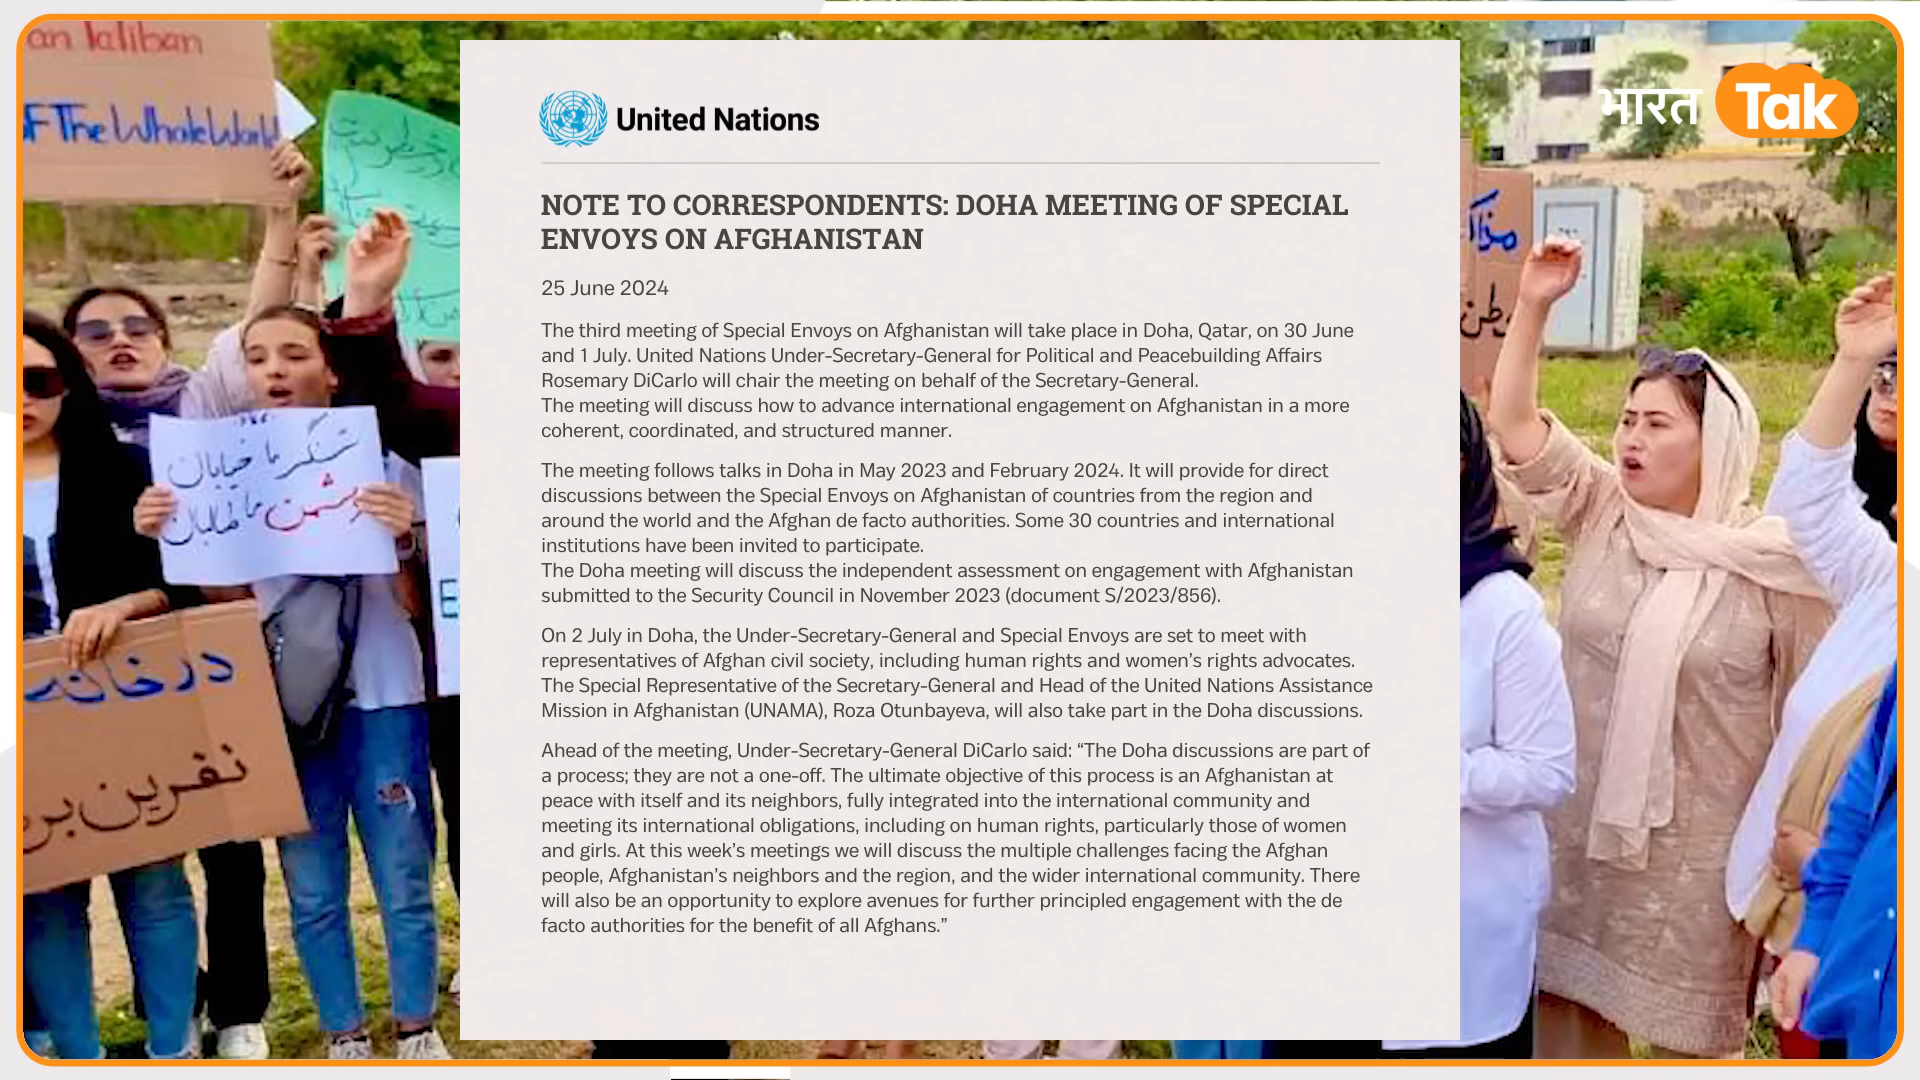 an Taliban
of The Whole World
شنگر ما خیابان
دشمن ما طالبان
در خانه
نفرین بر
United Nations
NOTE TO CORRESPONDENTS: DOHA MEETING OF SPECIAL
ENVOYS ON AFGHANISTAN
25 June 2024
The third meeting of Special Envoys on Afghanistan will take place in Doha, Qatar, on 30 June
and 1 July. United Nations Under-Secretary-General for Political and Peacebuilding Affairs
Rosemary DiCarlo will chair the meeting on behalf of the Secretary-General.
The meeting will discuss how to advance international engagement on Afghanistan in a more
coherent, coordinated, and structured manner.
The meeting follows talks in Doha in May 2023 and February 2024. It will provide for direct
discussions between the Special Envoys on Afghanistan of countries from the region and
around the world and the Afghan de facto authorities. Some 30 countries and international
institutions have been invited to participate.
The Doha meeting will discuss the independent assessment on engagement with Afghanistan
submitted to the Security Council in November 2023 (document S/2023/856).
On 2 July in Doha, the Under-Secretary-General and Special Envoys are set to meet with
representatives of Afghan civil society, including human rights and women’s rights advocates.
The Special Representative of the Secretary-General and Head of the United Nations Assistance
Mission in Afghanistan (UNAMA), Roza Otunbayeva, will also take part in the Doha discussions.
Ahead of the meeting, Under-Secretary-General DiCarlo said: “The Doha discussions are part of
a process; they are not a one-off. The ultimate objective of this process is an Afghanistan at
peace with itself and its neighbors, fully integrated into the international community and
meeting its international obligations, including on human rights, particularly those of women
and girls. At this week’s meetings we will discuss the multiple challenges facing the Afghan
people, Afghanistan’s neighbors and the region, and the wider international community. There
will also be an opportunity to explore avenues for further principled engagement with the de
facto authorities for the benefit of all Afghans.”
भारत Tak